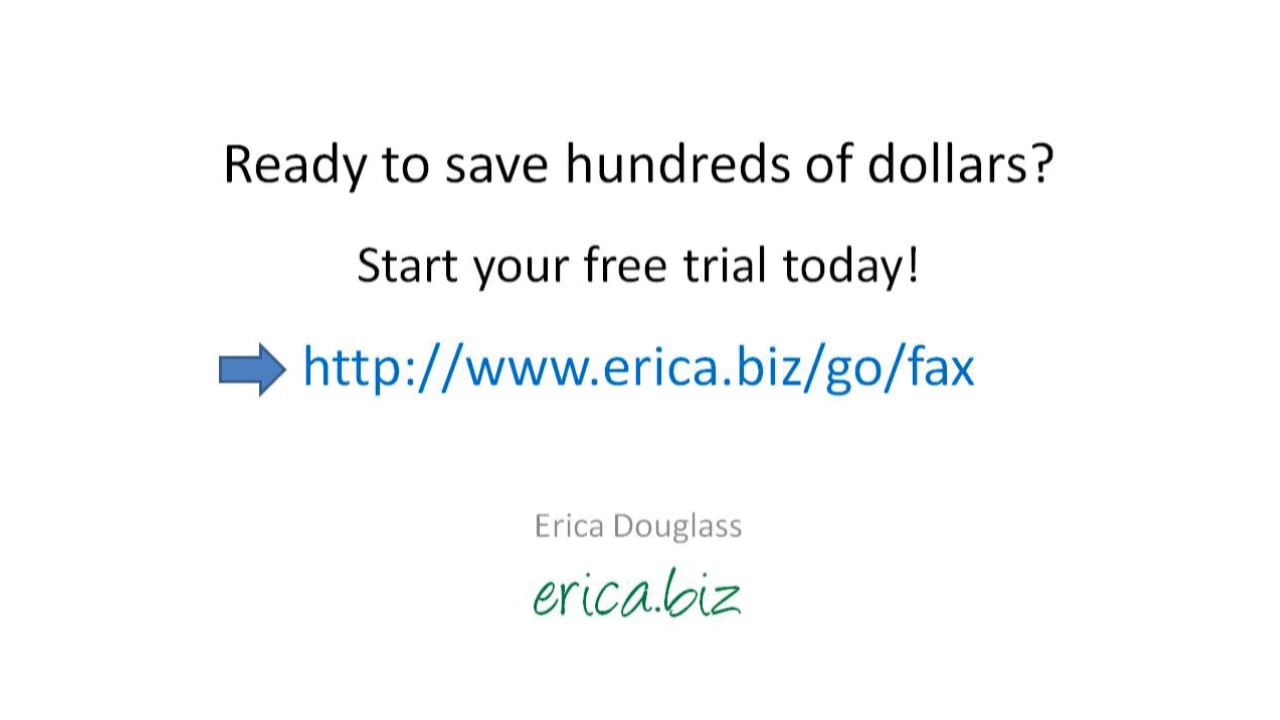 Ready to save hundreds of dollars?
Start your free trial today!
http://www.erica.biz/go/fax
Erica Douglass
erica.biz